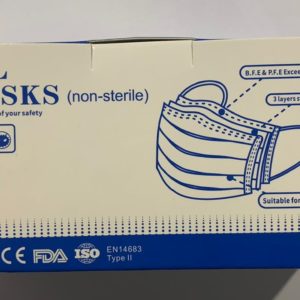 L
SKS (non-sterile)
of your safety
B.F.E & P.F.E Excee
3 layers s
Suitable for
CE FDA ISO EN14683
Type II